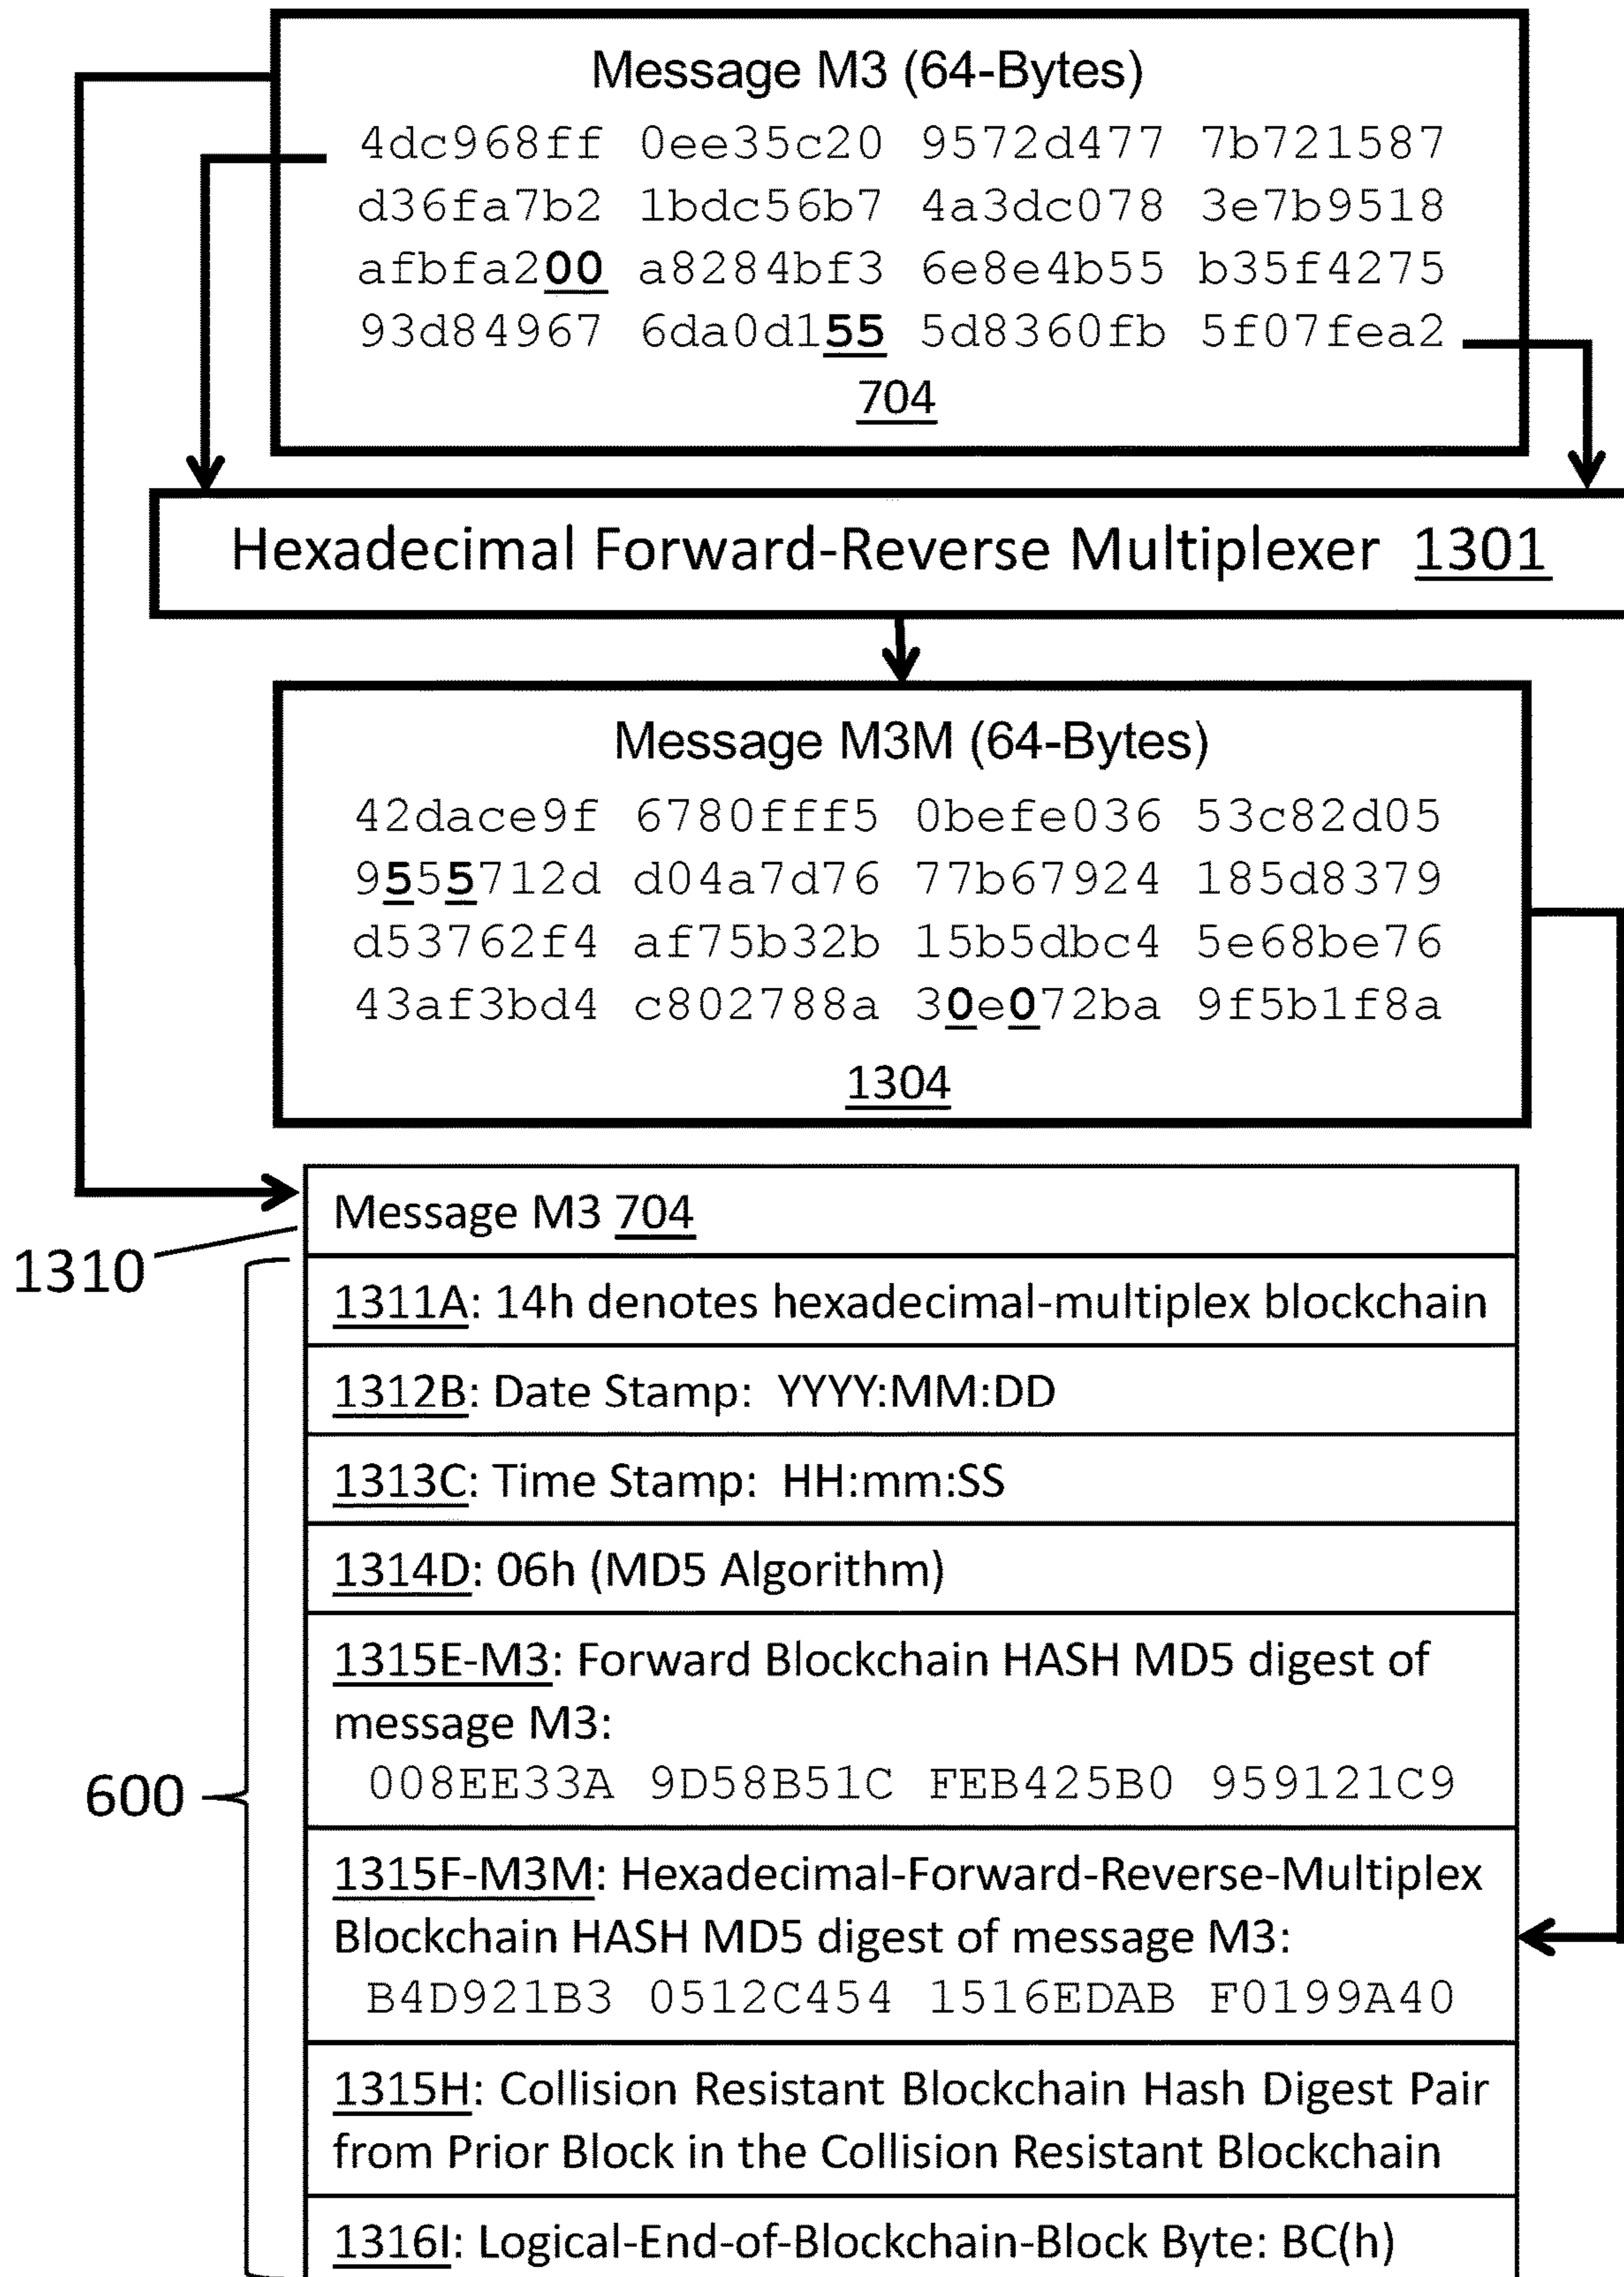 Message M3 (64-Bytes)
4dc968ff 0ee35c20 9572d477 7b721587
d36fa7b2 1bdc56b7 4a3dc078 3e7b9518
afbfa200 a8284bf3 6e8e4b55 b35f4275
93d84967 6da0d155 5d8360fb 5f07fea2
704
Hexadecimal Forward-Reverse Multiplexer 1301
Message M3M (64-Bytes)
42dace9f 6780fff5 0befe036 53c82d05
9555712d d04a7d76 77b67924 185d8379
d53762f4 af75b32b 15b5dbc4 5e68be76
43af3bd4 c802788a 30e072ba 9f5b1f8a
1304
Message M3 704
1310
1311A: 14h denotes hexadecimal-multiplex blockchain
1312B: Date Stamp: YYYY:MM:DD
1313C: Time Stamp: HH:mm:SS
1314D: 06h (MD5 Algorithm)
1315E-M3: Forward Blockchain HASH MD5 digest of
message M3:
008EE33A 9D58B51C FEB425B0 959121C9
600
1315F-M3M: Hexadecimal-Forward-Reverse-Multiplex
Blockchain HASH MD5 digest of message M3:
B4D921B3 0512C454 1516EDAB F0199A40
1315H: Collision Resistant Blockchain Hash Digest Pair
from Prior Block in the Collision Resistant Blockchain
1316I: Logical-End-of-Blockchain-Block Byte: BC(h)